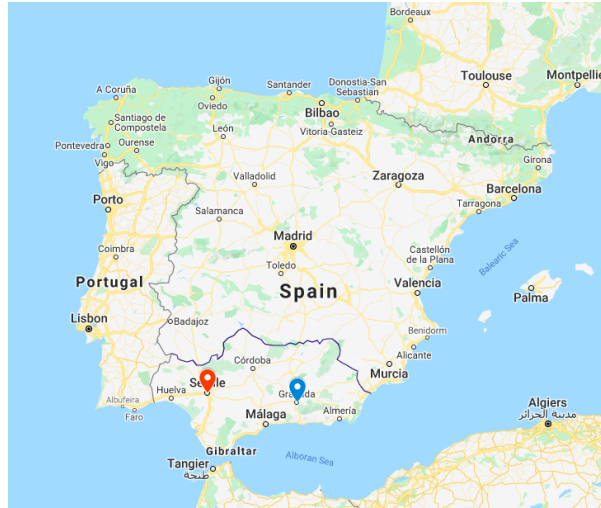 Bordeaux
Toulouse
Montpellie
A Coruña
Gijón
Santander
Donostia-San
Sebastian
Oviedo
Bilbao
Santiago de
Compostela
León
Vitoria-Gasteiz
Andorra
Pontevedra
Ourense
Vigo
Girona
Valladolid
Zaragoza
Barcelona
Porto
Salamanca
Tarragona
Madrid
Coimbra
Castellón
de la Plana
Balearic Sea
Toledo
Portugal
Spain
Valencia
Palma
Lisbon
Badajoz
Benidorm
Alicante
Córdoba
Murcia
Huelva
Albufeira
Faro
Málaga
Almería
Algiers
مدينة الجزائر
Gibraltar
Alboran Sea
Tangier
طنجة